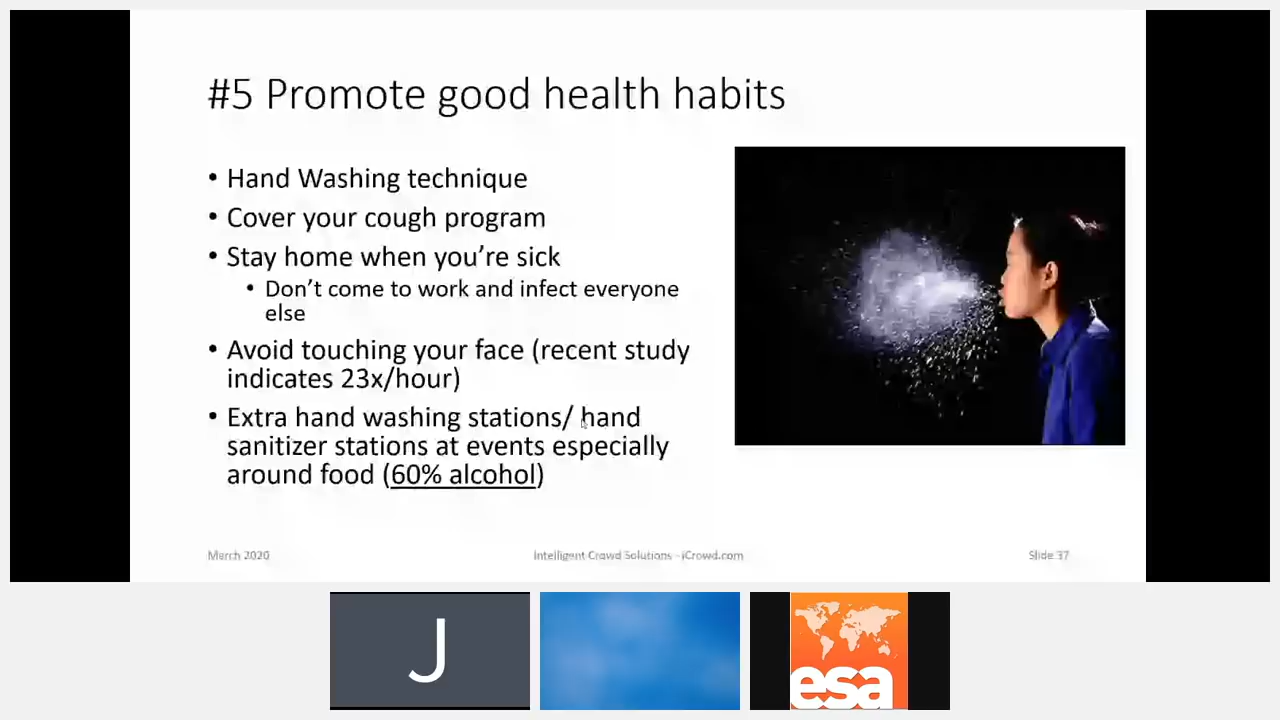 #5 Promote good health habits
• Hand Washing technique
• Cover your cough program
• Stay home when you’re sick
• Don’t come to work and infect everyone
else
• Avoid touching your face (recent study
indicates 23x/hour)
• Extra hand washing stations/ hand
sanitizer stations at events especially
around food (60% alcohol)
March 2020
Intelligent Crowd Solutions - iCrowd.com
Slide 37
J
esa